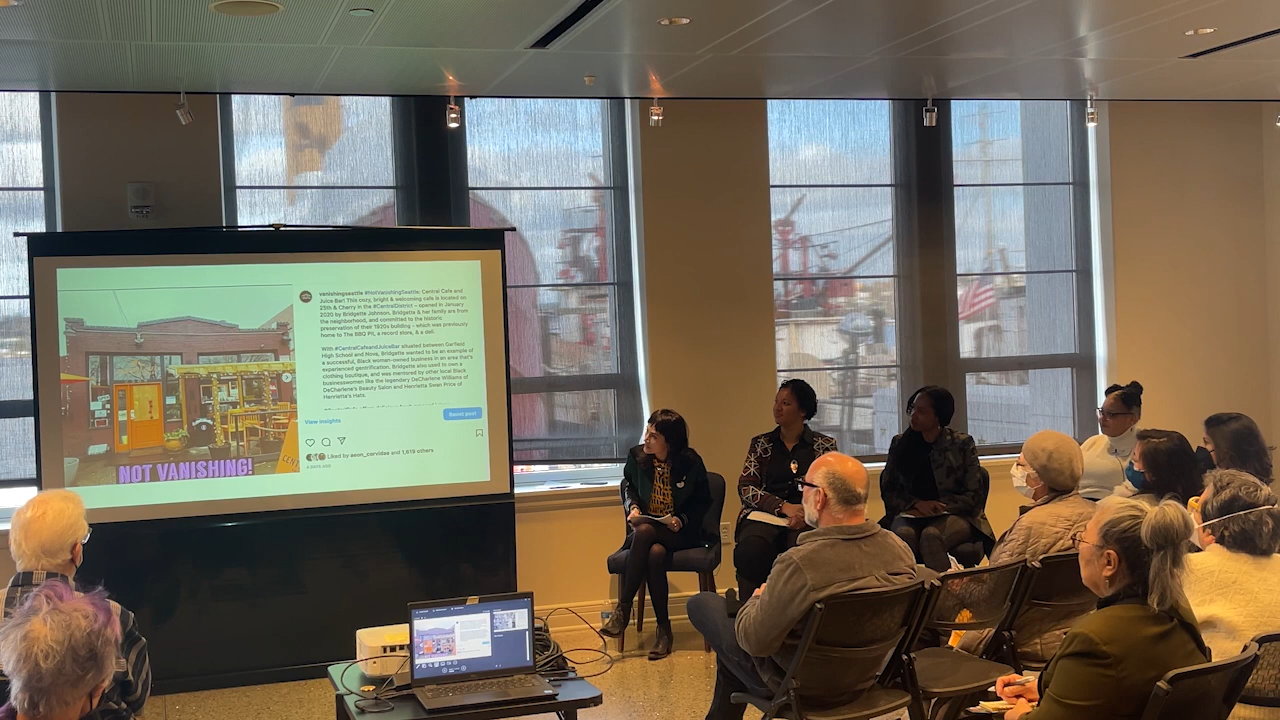 vanishingseattle #NotVanishingSeattle: Central Cafe and
Juice Bar! This cozy, bright & welcoming cafe is located on
25th & Cherry in the #CentralDistrict – opened in January
2020 by Bridgette Johnson. Bridgette & her family are from
the neighborhood, and committed to the historic
preservation of their 1920s building – which was previously
home to The BBQ Pit, a record store, & a deli.
With #CentralCafeandJuiceBar situated between Garfield
High School and Nova, Bridgette wanted to be an example of
a successful, Black woman-owned business in an area that's
experienced gentrification. Bridgette also used to own a
clothing boutique, and was mentored by other local Black
businesswomen like the legendary DeCharlene Williams of
DeCharlene's Beauty Salon and Henrietta Swan Price of
Henrietta's Hats.
View insights
Boost post
Liked by aeon_corvidae and 1,619 others
4 DAYS AGO
NOT VANISHING!
CENT